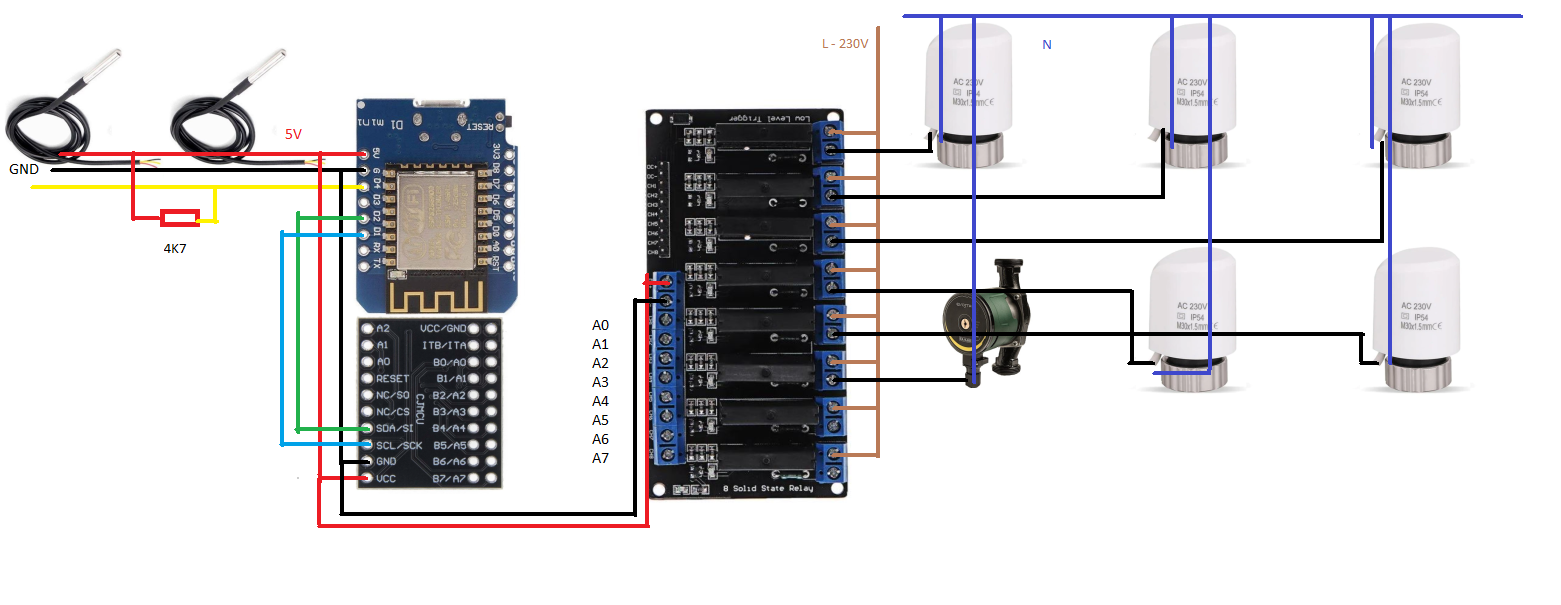 L - 230V
N
5V
GND
4K7
D1
mini
RESET
5V
G
D4
D3
D2
D1
RX
TX
3V3
D8
D7
D6
D5
D0
A0
RST
A2 VCC/GND
A1 ITB/ITA
A0 B0/A0
RESET B1/A1
NC/SO B2/A2
NC/CS B3/A3
SDA/SI B4/A4
SCL/SCK B5/A5
GND B6/A6
VCC B7/A7
CJMCU
A0
A1
A2
A3
A4
A5
A6
A7
Low Level Trigger
DC+
DC-
CH1
CH2
CH3
CH4
CH5
CH6
CH7
CH8
8 Solid State Relay
AC 230V
IP54
M30x1.5mm CE
AC 230V
IP54
M30x1.5mm CE
AC 230V
IP54
M30x1.5mm CE
AC 230V
IP54
M30x1.5mm CE
AC 230V
IP54
M30x1.5mm CE